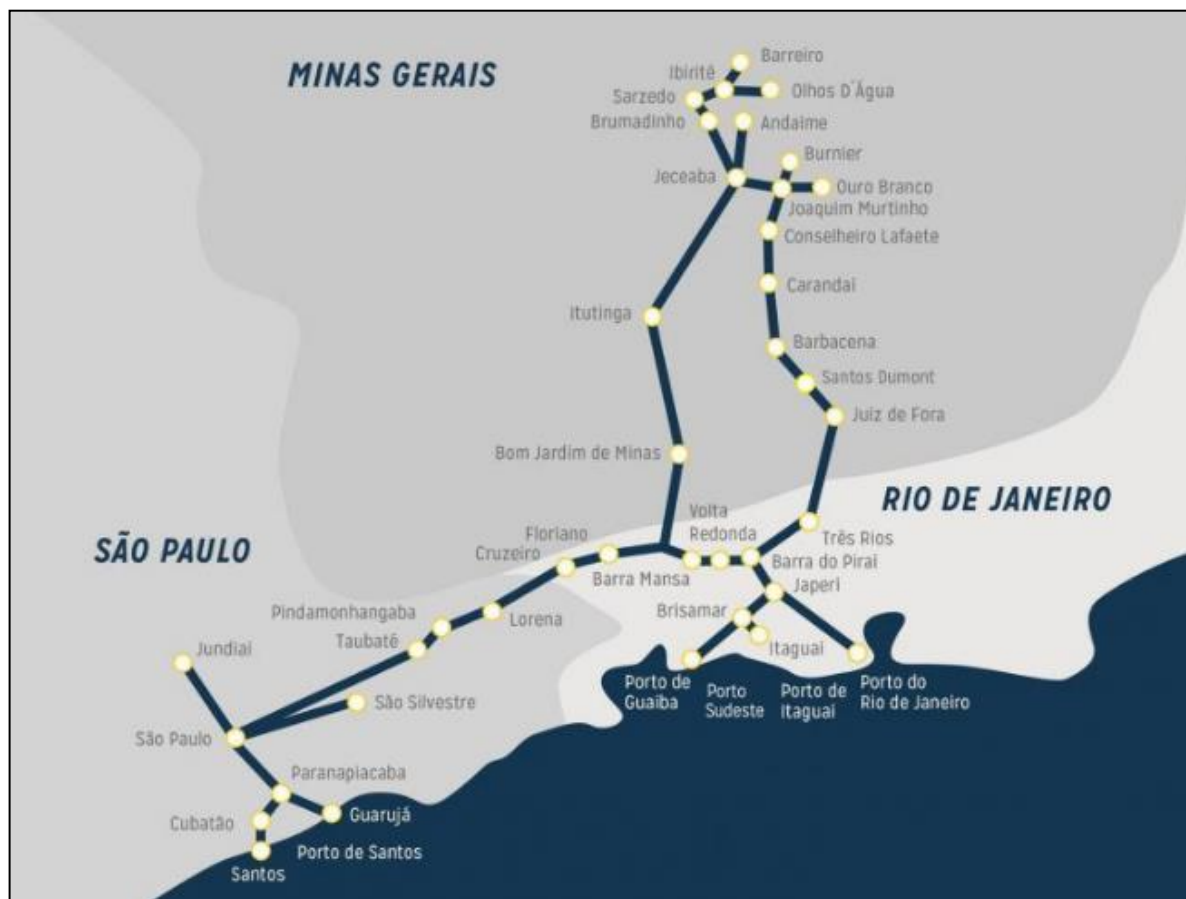 MINAS GERAIS
Barreiro
Ibiritê
Olhos D'Água
Sarzedo
Brumadinho
Andaime
Burnier
Jeceaba
Ouro Branco
Joaquim Murtinho
Conselheiro Lafaete
Carandaí
Itutinga
Barbacena
Santos Dumont
Juiz de Fora
Bom Jardim de Minas
RIO DE JANEIRO
Volta
Redonda
Floriano
Três Rios
SÃO PAULO
Cruzeiro
Barra Mansa
Barra do Piraí
Japeri
Pindamonhangaba
Lorena
Brisamar
Taubaté
Itaguaí
Jundiaí
Porto de
Guaíba
Porto
Sudeste
Porto de
Itaguaí
Porto do
Rio de Janeiro
São Silvestre
São Paulo
Paranapiacaba
Guarujá
Cubatão
Porto de Santos
Santos